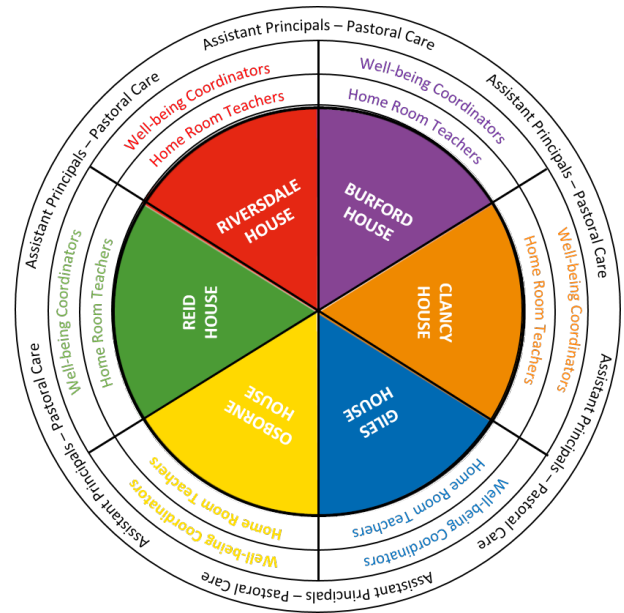 Assistant Principals – Pastoral Care
Well-being Coordinators
Home Room Teachers
RIVERSDALE
HOUSE
Assistant Principals – Pastoral Care
Well-being Coordinators
Home Room Teachers
BURFORD
HOUSE
Assistant Principals – Pastoral Care
Well-being Coordinators
Home Room Teachers
CLANCY
HOUSE
Assistant Principals – Pastoral Care
Well-being Coordinators
Home Room Teachers
GILES
HOUSE
Assistant Principals – Pastoral Care
Well-being Coordinators
Home Room Teachers
OSBORNE
HOUSE
Assistant Principals – Pastoral Care
Well-being Coordinators
Home Room Teachers
REID
HOUSE